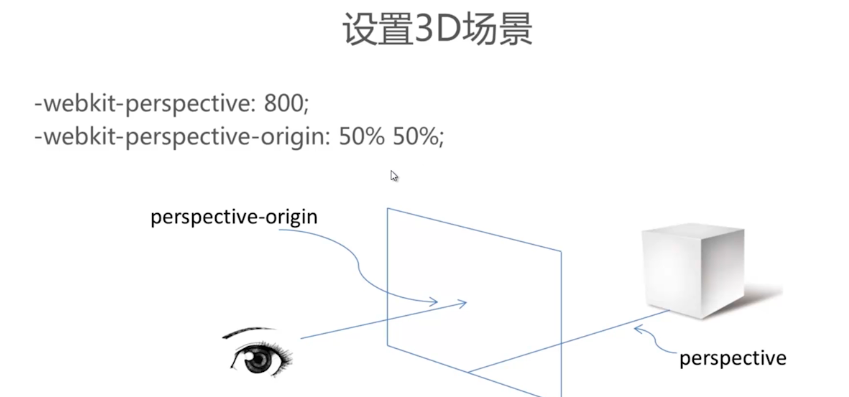 设置3D场景
-webkit-perspective: 800;
-webkit-perspective-origin: 50% 50%;
perspective-origin
perspective